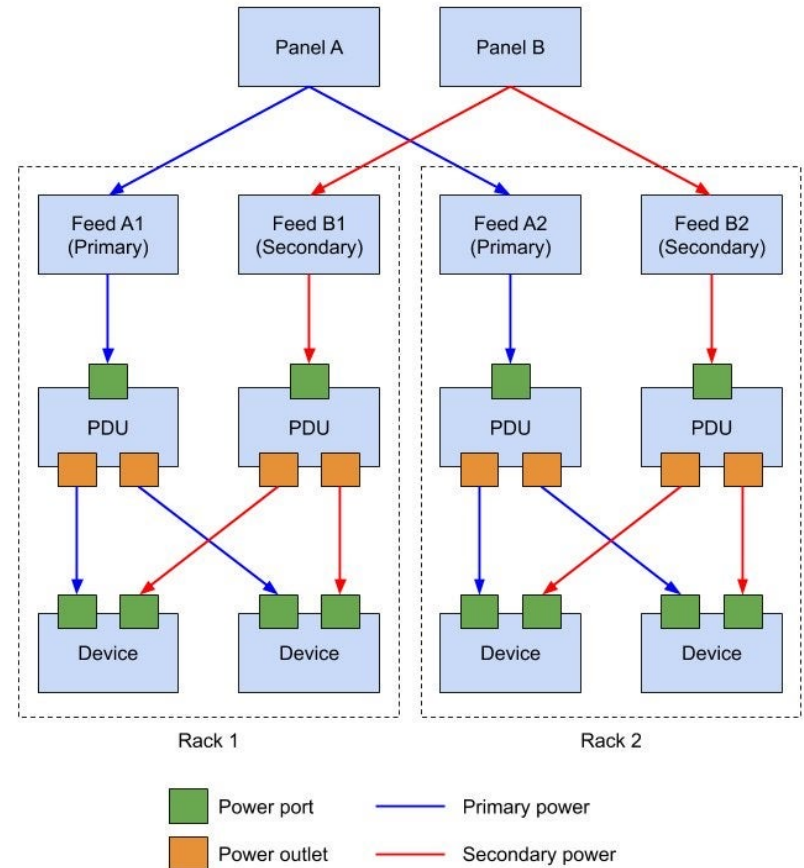 Panel A
Panel B
Feed A1
(Primary)
Feed B1
(Secondary)
Feed A2
(Primary)
Feed B2
(Secondary)
PDU
PDU
PDU
PDU
Device
Device
Device
Device
Rack 1
Rack 2
Power port
Primary power
Power outlet
Secondary power